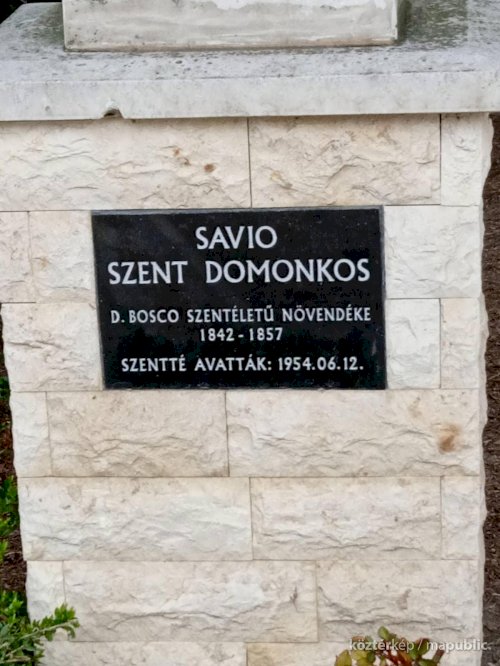 SAVIO
SZENT DOMONKOS
D. BOSCO SZENTÉLETŰ NÖVENDÉKE
1842 - 1857
SZENTTÉ AVATTÁK: 1954.06.12.
köztérkép / mapublic.